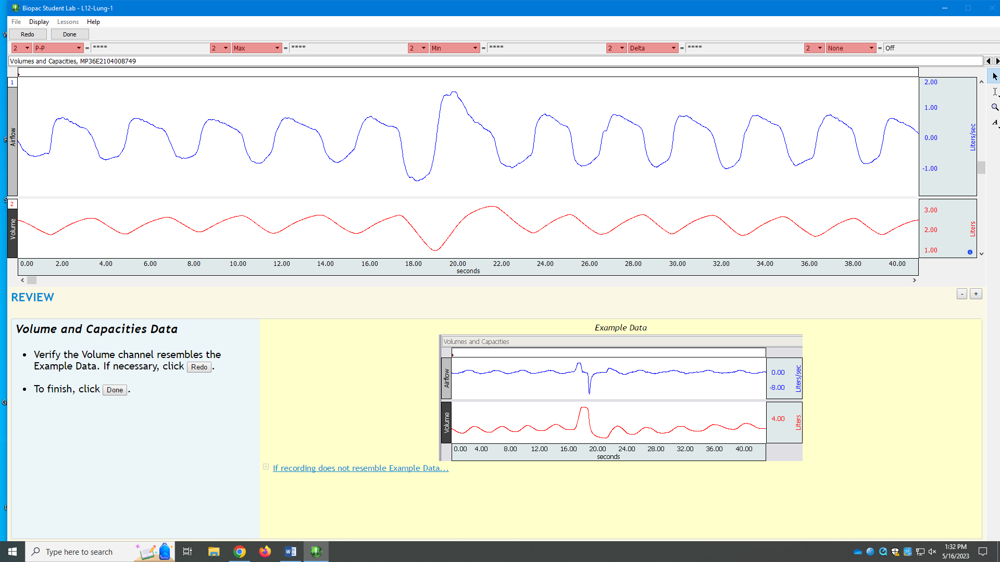 Biopac Student Lab - L12-Lung-1
File Display Lessons Help
Redo Done
2 P-P = **** 2 Max = **** 2 Min = **** 2 Delta = **** 2 None = Off
Volumes and Capacities, MP36E2104008749
1
Airflow
2.00
1.00
0.00
-1.00
Liters/sec
2
Volume
3.00
2.00
1.00
Liters
0.00 2.00 4.00 6.00 8.00 10.00 12.00 14.00 16.00 18.00 20.00 22.00 24.00 26.00 28.00 30.00 32.00 34.00 36.00 38.00 40.00
seconds
REVIEW
- +
Volume and Capacities Data
• Verify the Volume channel resembles the
Example Data. If necessary, click Redo.
• To finish, click Done.
Example Data
Volumes and Capacities
Airflow
0.00
-8.00
Liters/sec
Volume
4.00
Liters
0.00 4.00 8.00 12.00 16.00 20.00 24.00 28.00 32.00 36.00 40.00
seconds
If recording does not resemble Example Data...
Type here to search
1:32 PM
5/16/2023